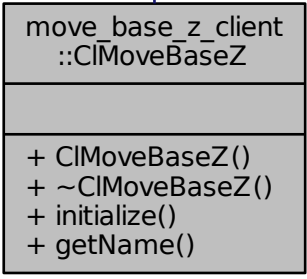 move_base_z_client
::ClMoveBaseZ
+ ClMoveBaseZ()
+ ~ClMoveBaseZ()
+ initialize()
+ getName()